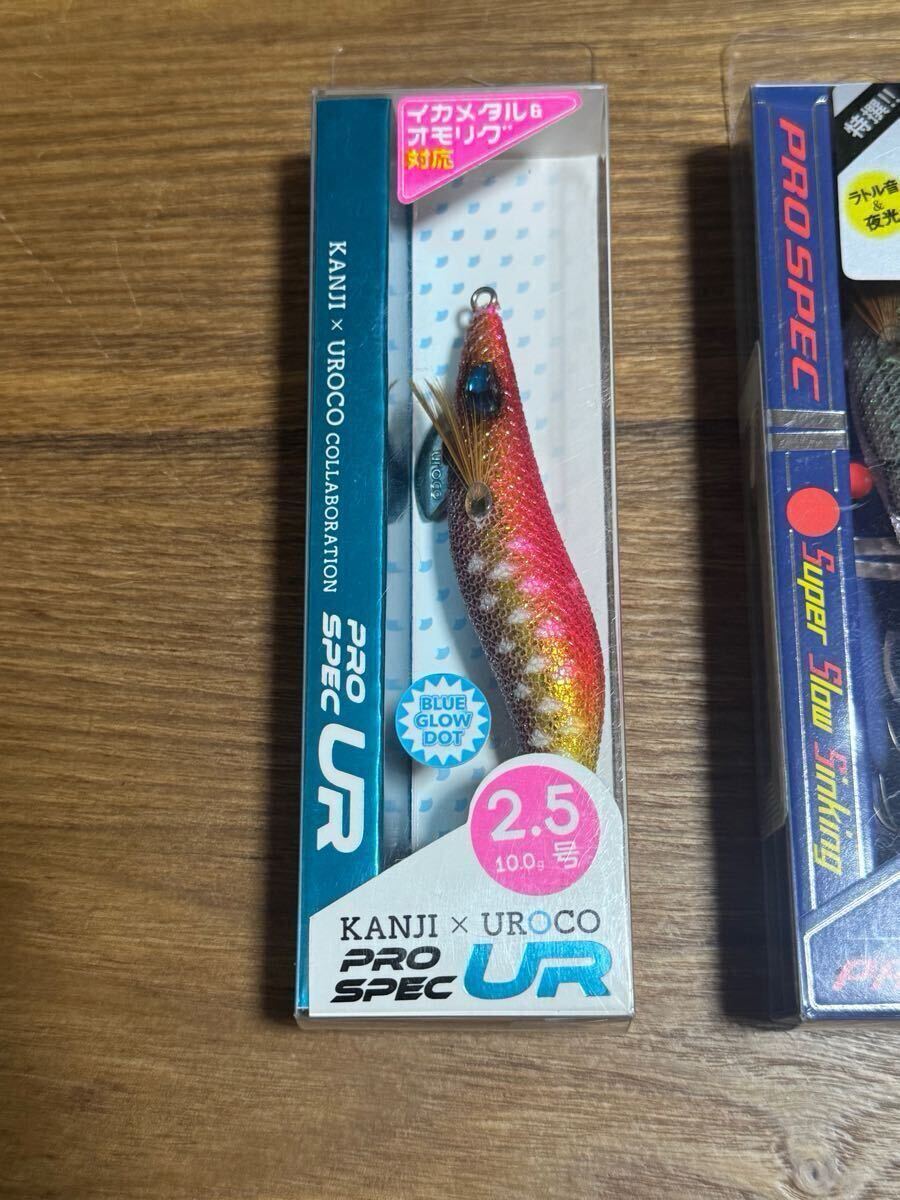 イカメタル&
オモリグ
対応
KANJI × UROCO COLLABORATION
PRO
SPEC UR
uroco
BLUE
GLOW
DOT
2.5
10.0g 号
KANJI × UROCO
PRO
SPEC UR
特撰!!
ラトル音
&
夜光
PRO SPEC
Super Slow Sinking